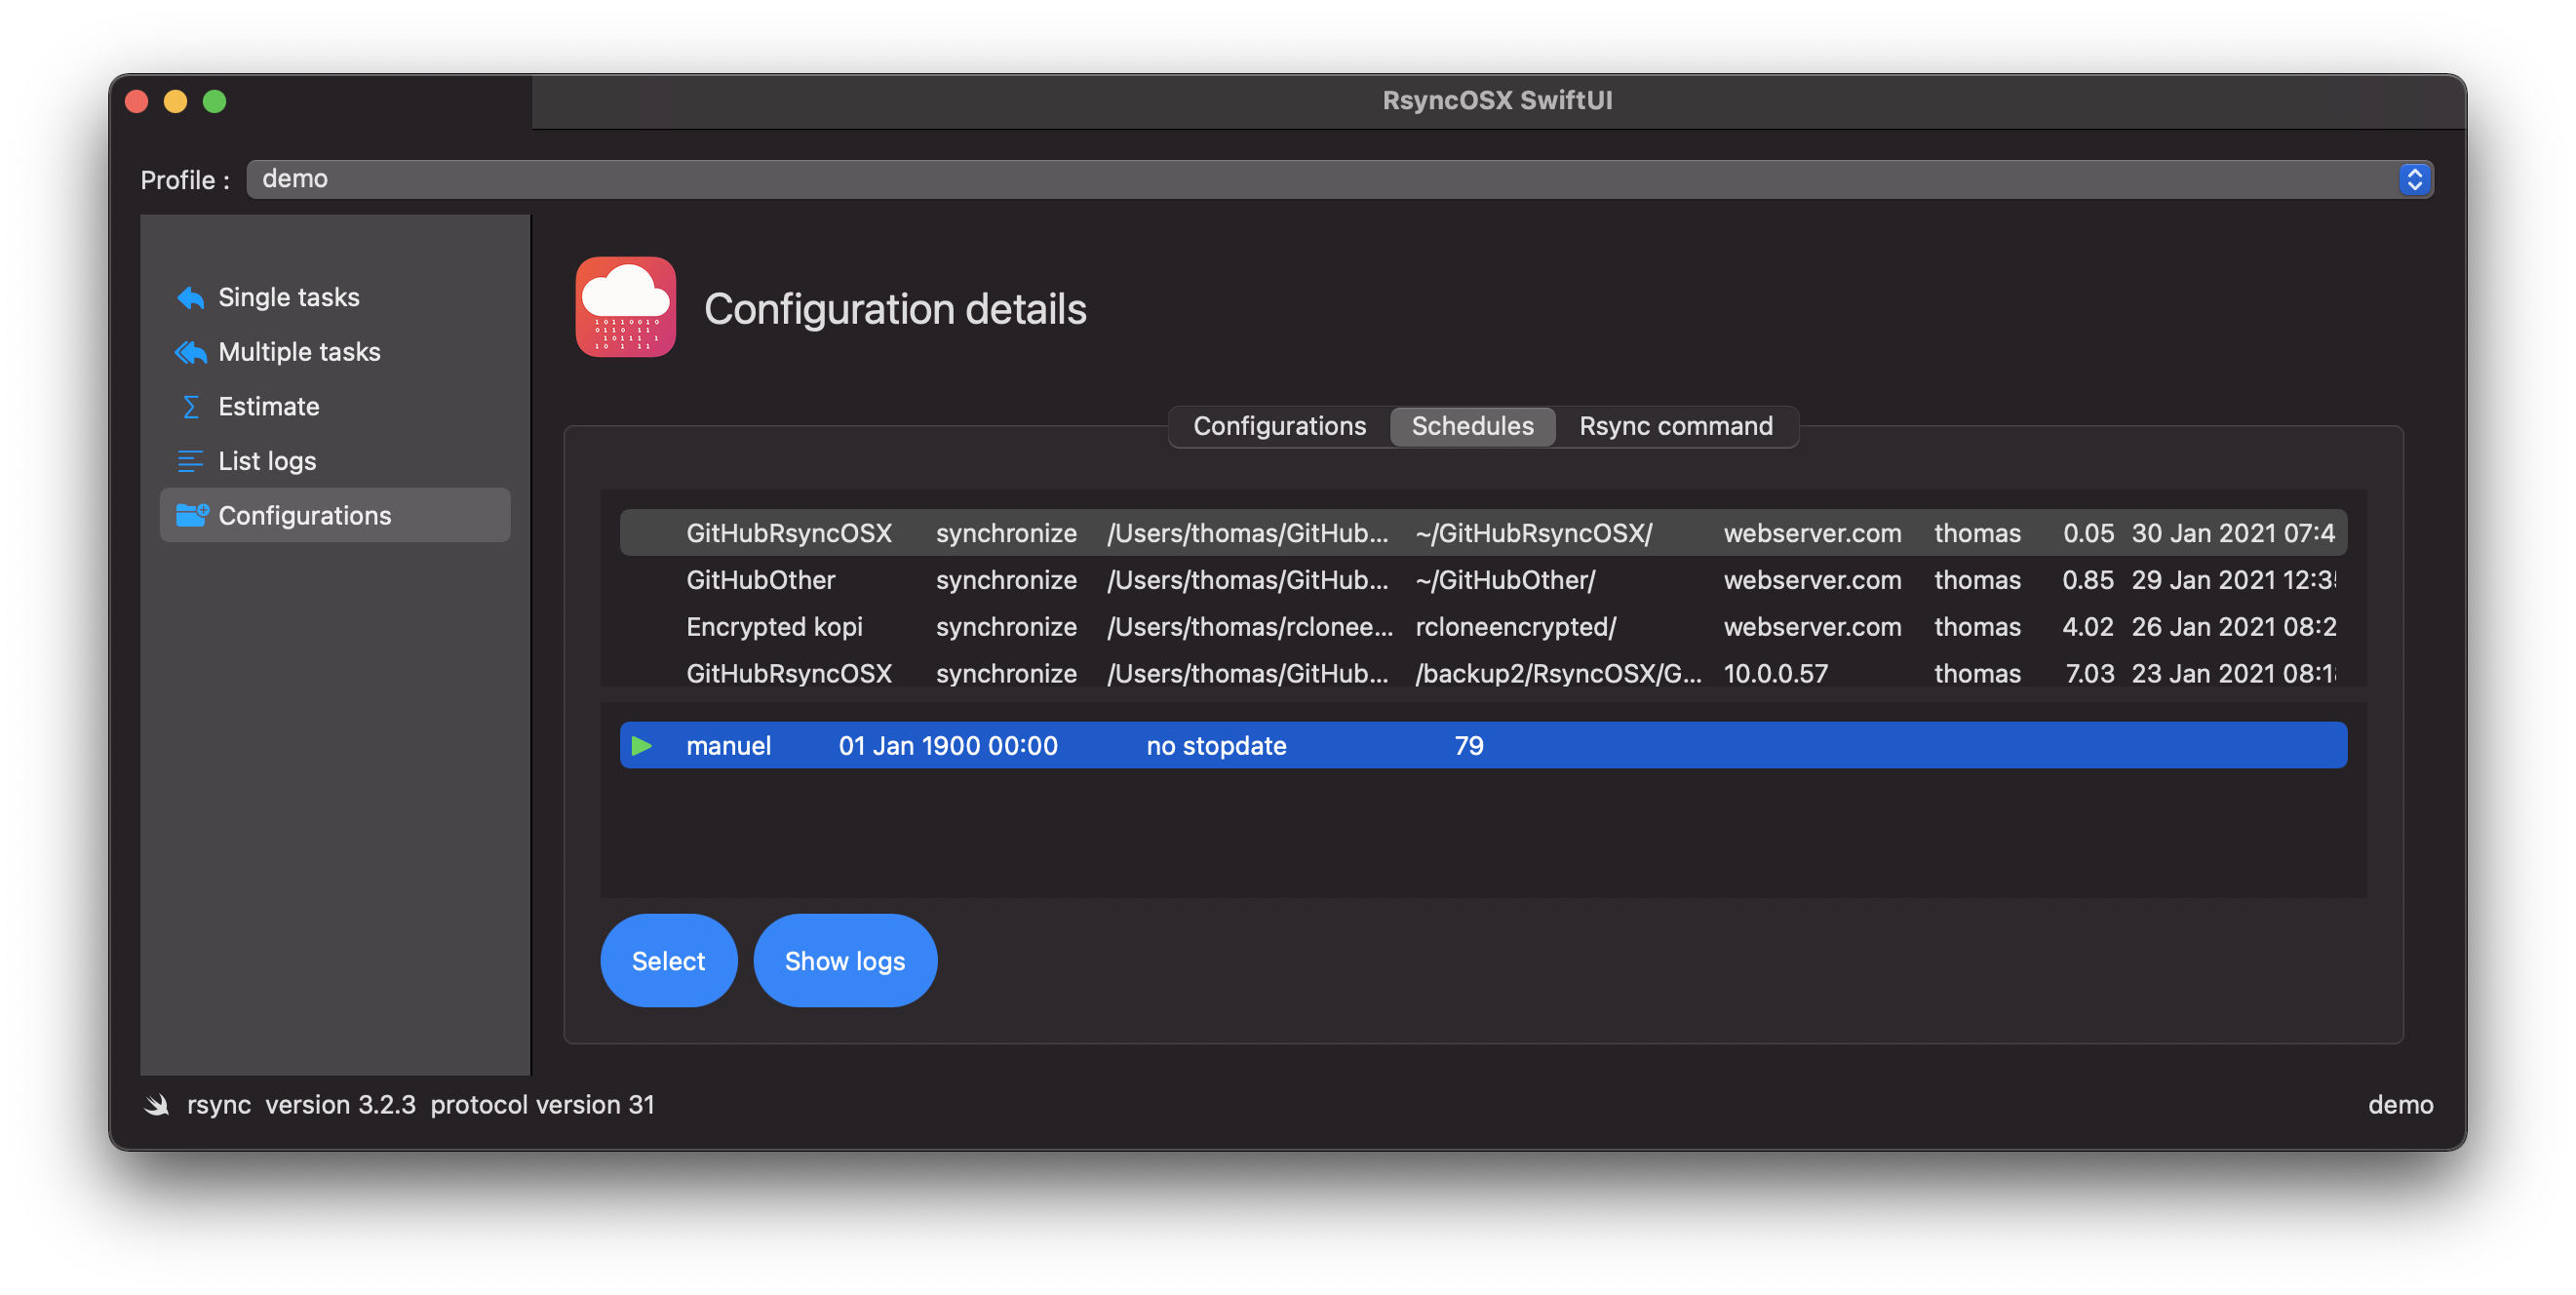 RsyncOSX SwiftUI
Profile : demo
Single tasks
Multiple tasks
Estimate
List logs
Configurations
Configuration details
Configurations Schedules Rsync command
GitHubRsyncOSX synchronize /Users/thomas/GitHub... ~/GitHubRsyncOSX/ webserver.com thomas 0.05 30 Jan 2021 07:4
GitHubOther synchronize /Users/thomas/GitHub... ~/GitHubOther/ webserver.com thomas 0.85 29 Jan 2021 12:3
Encrypted kopi synchronize /Users/thomas/rclonee... rcloneencrypted/ webserver.com thomas 4.02 26 Jan 2021 08:2
GitHubRsyncOSX synchronize /Users/thomas/GitHub... /backup2/RsyncOSX/G... 10.0.0.57 thomas 7.03 23 Jan 2021 08:1
manuel 01 Jan 1900 00:00 no stopdate 79
Select Show logs
rsync version 3.2.3 protocol version 31
demo